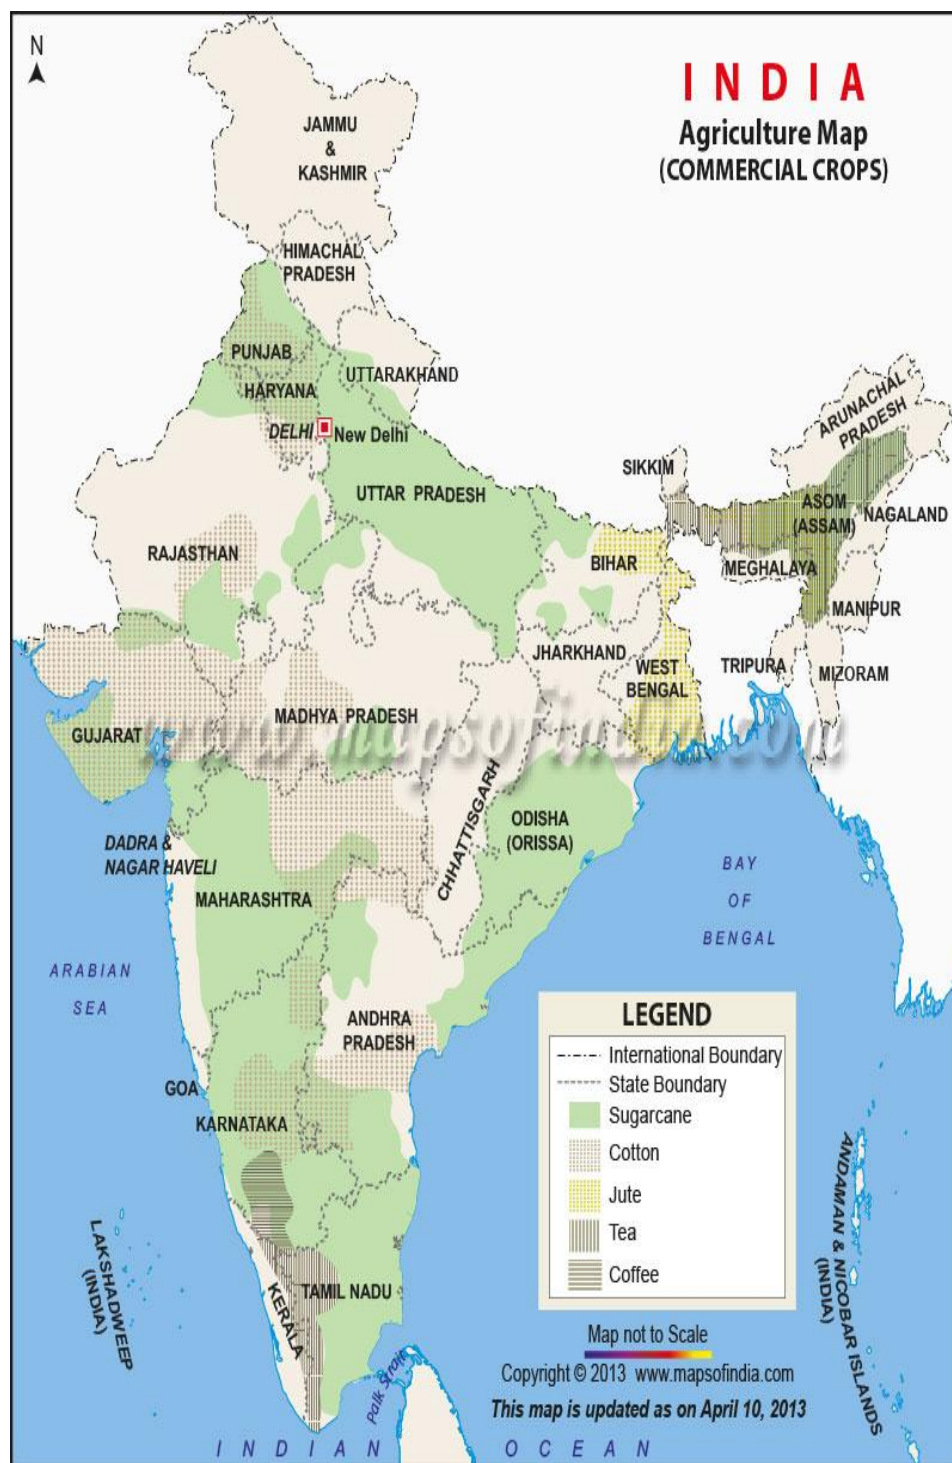 N
INDIA
Agriculture Map
(COMMERCIAL CROPS)
JAMMU
&
KASHMIR
HIMACHAL
PRADESH
PUNJAB
UTTARAKHAND
HARYANA
DELHI
New Delhi
ARUNACHAL
PRADESH
SIKKIM
UTTAR PRADESH
ASOM
(ASSAM)
NAGALAND
RAJASTHAN
BIHAR
MEGHALAYA
MANIPUR
JHARKHAND
WEST
BENGAL
TRIPURA
MIZORAM
GUJARAT
MADHYA PRADESH
www.mapsofindia.com
CHHATTISGARH
ODISHA
(ORISSA)
DADRA &
NAGAR HAVELI
MAHARASHTRA
BAY
OF
BENGAL
ARABIAN
SEA
ANDHRA
PRADESH
GOA
KARNATAKA
LEGEND
International Boundary
State Boundary
Sugarcane
Cotton
Jute
Tea
Coffee
ANDAMAN & NICOBAR ISLANDS
(INDIA)
LAKSHADWEEP
(INDIA)
KERALA
TAMIL NADU
Palk Strait
Map not to Scale
Copyright © 2013 www.mapsofindia.com
This map is updated as on April 10, 2013
INDIAN OCEAN